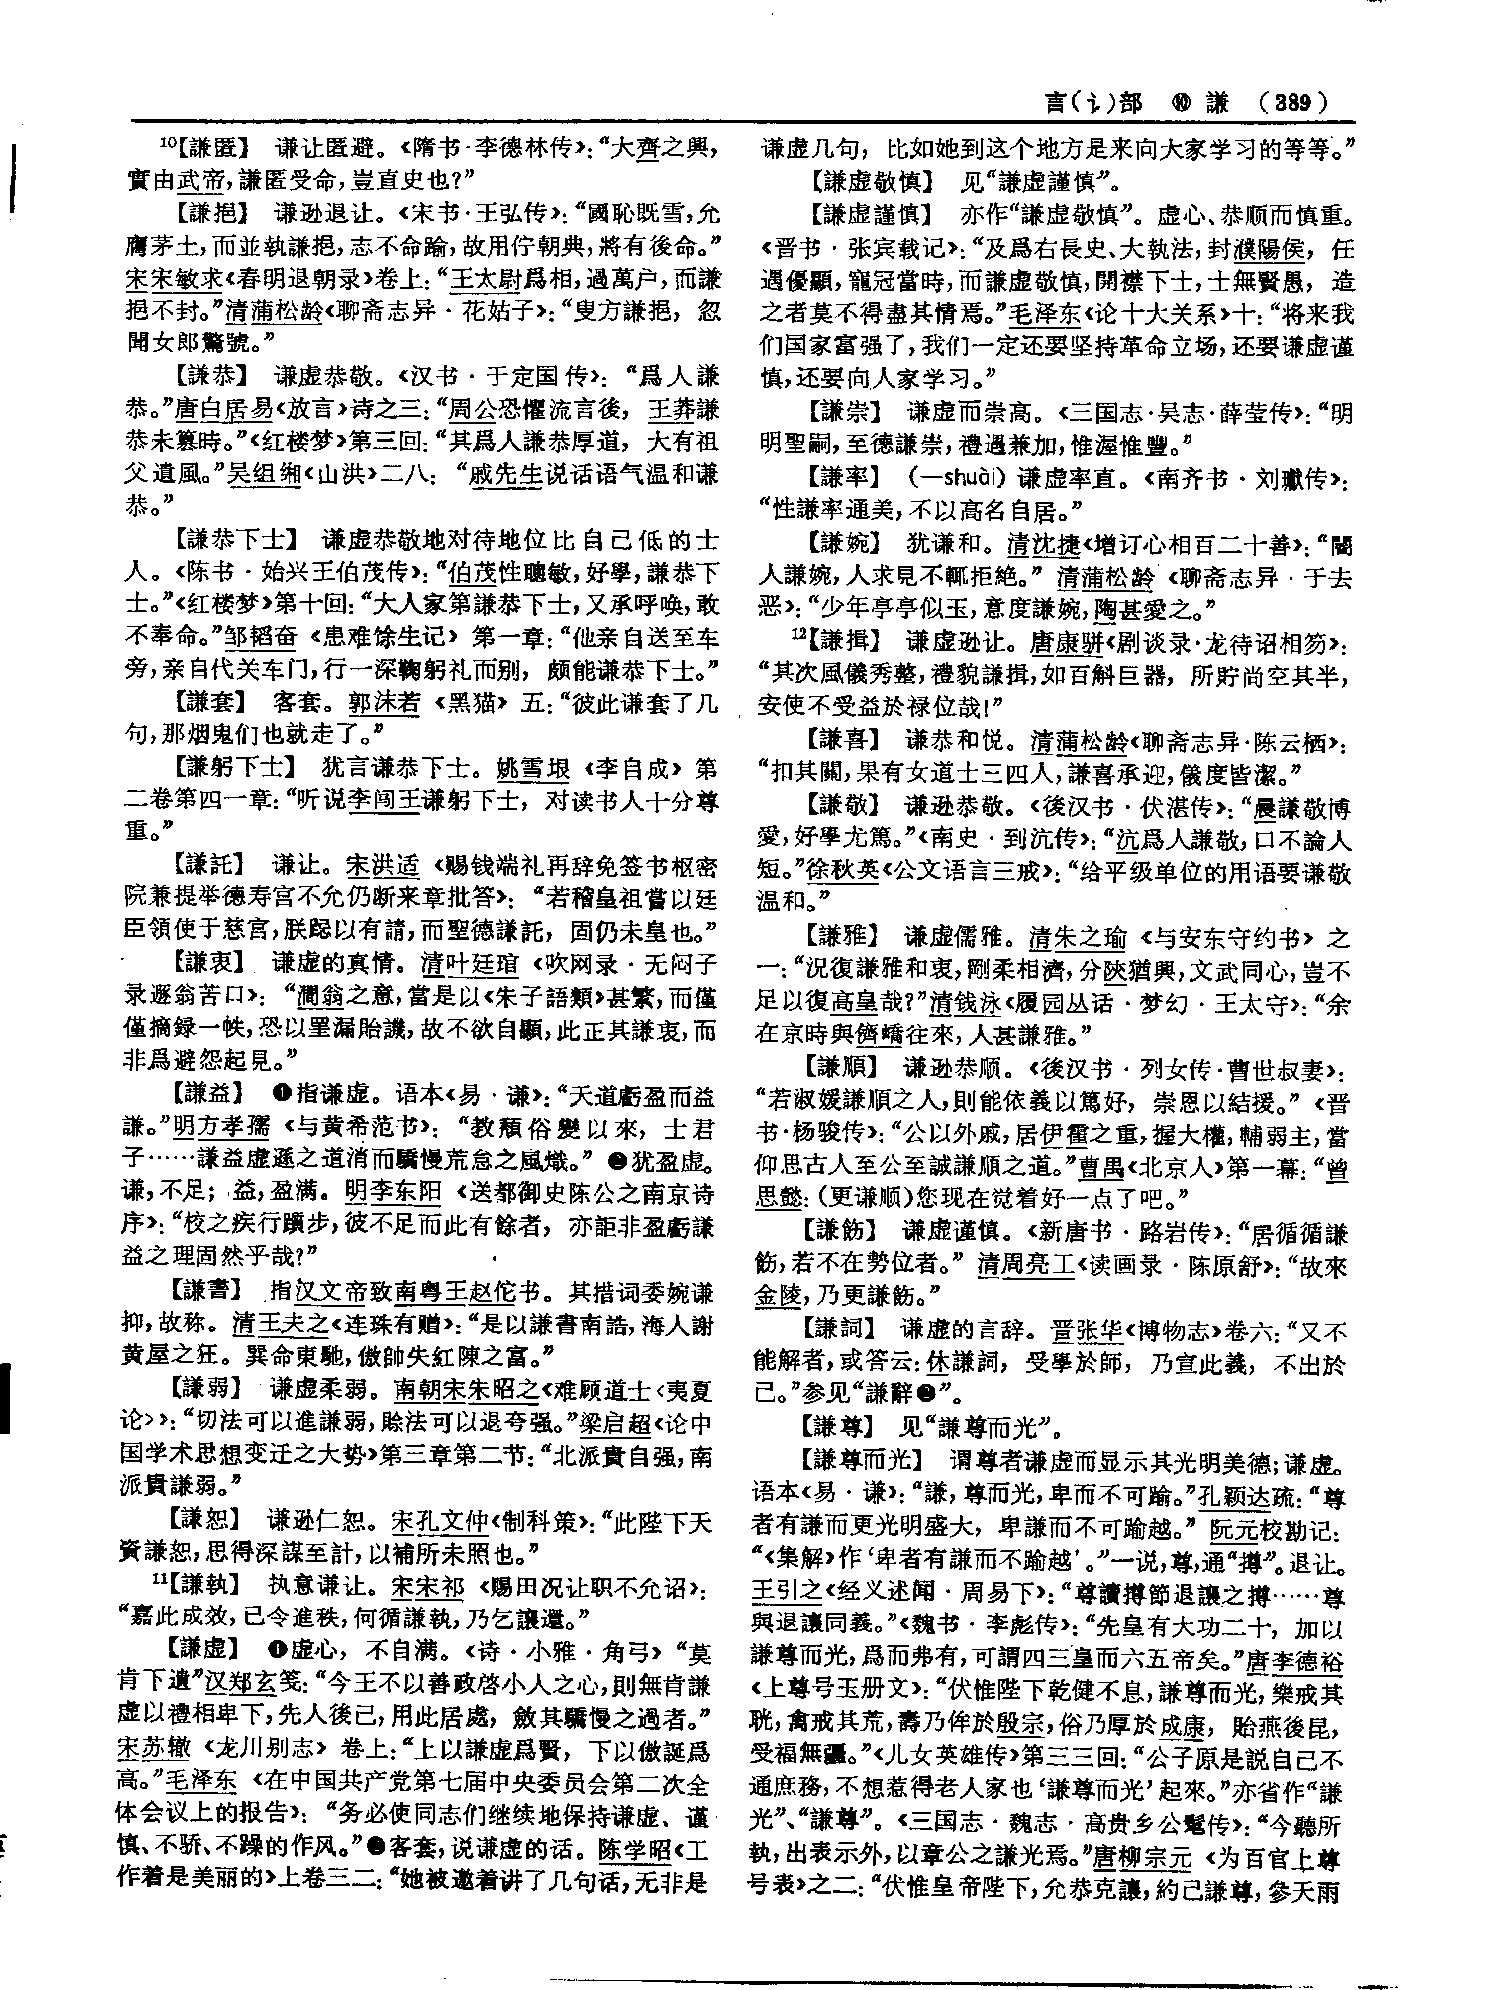 言(讠)部 ⑩ 謙 (389)
¹⁰【謙匿】 谦让匿避。《隋书·李德林传》:“大齊之興,
實由武帝,謙匿受命,豈直史也?”
【謙挹】 谦逊退让。《宋书·王弘传》:“國恥既雪,允
膺茅土,而並執謙挹,志不命踰,故用佇朝典,將有後命。”
宋宋敏求《春明退朝录》卷上:“王太尉爲相,過萬户,而謙
挹不封。”清蒲松龄《聊斋志异·花姑子》:“叟方謙挹,忽
聞女郎驚號。”
【謙恭】 谦虚恭敬。《汉书·于定国传》:“爲人謙
恭。”唐白居易《放言》诗之三:“周公恐懼流言後,王莽謙
恭未篡時。”《红楼梦》第三回:“其爲人謙恭厚道,大有祖
父遺風。”吴组缃《山洪》二八:“戚先生说话语气温和谦
恭。”
【謙恭下士】 谦虚恭敬地对待地位比自己低的士
人。《陈书·始兴王伯茂传》:“伯茂性聰敏,好學,謙恭下
士。”《红楼梦》第十回:“大人家第謙恭下士,又承呼唤,敢
不奉命。”邹韬奋《患难馀生记》第一章:“他亲自送至车
旁,亲自代关车门,行一深鞠躬礼而别,颇能谦恭下士。”
【謙套】 客套。郭沫若《黑猫》五:“彼此谦套了几
句,那烟鬼们也就走了。”
【謙躬下士】 犹言谦恭下士。姚雪垠《李自成》第
二卷第四一章:“听说李闯王谦躬下士,对读书人十分尊
重。”
【謙託】 谦让。宋洪适《赐钱端礼再辞免签书枢密
院兼提举德寿宫不允仍断来章批答》:“若稽皇祖嘗以廷
臣領使于慈宫,朕起以有請,而聖德謙託,固仍未皇也。”
【謙衷】 谦虚的真情。清叶廷琯《吹网录·无闷子
录遯翁苦口》:“澗翁之意,當是以《朱子語類》甚繁,而僅
僅摘録一帙,恐以罣漏貽譏,故不欲自顯,此正其謙衷,而
非爲避怨起見。”
【謙益】 ❶指谦虚。语本《易·谦》:“天道虧盈而益
謙。”明方孝孺《与黄希范书》:“教頹俗變以來,士君
子……謙益虚遜之道消而驕慢荒怠之風熾。”❷犹盈虚。
谦,不足;益,盈满。明李东阳《送都御史陈公之南京诗
序》:“校之疾行蹞步,彼不足而此有餘者,亦詎非盈虧謙
益之理固然乎哉?”
【謙書】 指汉文帝致南粤王赵佗书。其措词委婉谦
抑,故称。清王夫之《连珠有赠》:“是以謙書南誥,海人謝
黄屋之狂。巽命東馳,傲帥失紅陳之富。”
【謙弱】 谦虚柔弱。南朝宋朱昭之《难顾道士〈夷夏
论〉》:“切法可以進謙弱,賒法可以退夸强。”梁启超《论中
国学术思想变迁之大势》第三章第二节:“北派貴自强,南
派貴謙弱。”
【謙恕】 谦逊仁恕。宋孔文仲《制科策》:“此陛下天
資謙恕,思得深謀至計,以補所未照也。”
¹¹【謙執】 执意谦让。宋宋祁《赐田况让职不允诏》:
“嘉此成效,已令進秩,何循謙執,乃乞讓還。”
【謙虚】 ❶虚心,不自满。《诗·小雅·角弓》“莫
肯下遺”汉郑玄笺:“今王不以善政啓小人之心,則無肯謙
虚以禮相卑下,先人後己,用此居處,斂其驕慢之過者。”
宋苏辙《龙川别志》卷上:“上以謙虚爲賢,下以傲誕爲
高。”毛泽东《在中国共产党第七届中央委员会第二次全
体会议上的报告》:“务必使同志们继续地保持谦虚、谨
慎、不骄、不躁的作风。”❷客套,说谦虚的话。陈学昭《工
作着是美丽的》上卷三二:“她被邀着讲了几句话,无非是
谦虚几句,比如她到这个地方是来向大家学习的等等。”
【謙虚敬慎】 见“謙虚謹慎”。
【謙虚謹慎】 亦作“謙虚敬慎”。虚心、恭顺而慎重。
《晋书·张宾载记》:“及爲右長史、大執法,封濮陽侯,任
遇優顯,寵冠當時,而謙虚敬慎,開襟下士,士無賢愚,造
之者莫不得盡其情焉。”毛泽东《论十大关系》十:“将来我
们国家富强了,我们一定还要坚持革命立场,还要谦虚谨
慎,还要向人家学习。”
【謙崇】 谦虚而崇高。《三国志·吴志·薛莹传》:“明
明聖嗣,至德謙崇,禮遇兼加,惟渥惟豐。”
【謙率】 (—shuài)谦虚率直。《南齐书·刘瓛传》:
“性謙率通美,不以高名自居。”
【謙婉】 犹谦和。清沈捷《增订心相百二十善》:“聞
人謙婉,人求見不輒拒絶。”清蒲松龄《聊斋志异·于去
恶》:“少年亭亭似玉,意度謙婉,陶甚愛之。”
¹²【謙揖】 谦虚逊让。唐康骈《剧谈录·龙待诏相笏》:
“其次風儀秀整,禮貌謙揖,如百斛巨器,所貯尚空其半,
安使不受益於禄位哉!”
【謙喜】 谦恭和悦。清蒲松龄《聊斋志异·陈云栖》:
“扣其關,果有女道士三四人,謙喜承迎,儀度皆潔。”
【謙敬】 谦逊恭敬。《後汉书·伏湛传》:“晨謙敬博
愛,好學尤篤。”《南史·到沆传》:“沆爲人謙敬,口不論人
短。”徐秋英《公文语言三戒》:“给平级单位的用语要谦敬
温和。”
【謙雅】 谦虚儒雅。清朱之瑜《与安东守约书》之
一:“況復謙雅和衷,剛柔相濟,分陝猶興,文武同心,豈不
足以復高皇哉?”清钱泳《履园丛话·梦幻·王太守》:“余
在京時與儕嶠往來,人甚謙雅。”
【謙順】 谦逊恭顺。《後汉书·列女传·曹世叔妻》:
“若淑媛謙順之人,則能依義以篤好,崇恩以結援。”《晋
书·杨骏传》:“公以外戚,居伊霍之重,握大權,輔弱主,當
仰思古人至公至誠謙順之道。”曹禺《北京人》第一幕:“曾
思懿:(更谦顺)您现在觉着好一点了吧。”
【謙飭】 谦虚谨慎。《新唐书·路岩传》:“居循循謙
飭,若不在勢位者。”清周亮工《读画录·陈原舒》:“故來
金陵,乃更謙飭。”
【謙詞】 谦虚的言辞。晋张华《博物志》卷六:“又不
能解者,或答云:休謙詞,受學於師,乃宣此義,不出於
己。”参见“謙辭❷”。
【謙尊】 见“謙尊而光”。
【謙尊而光】 谓尊者谦虚而显示其光明美德;谦虚。
语本《易·谦》:“謙,尊而光,卑而不可踰。”孔颖达疏:“尊
者有謙而更光明盛大,卑謙而不可踰越。”阮元校勘记:
“《集解》作‘卑者有謙而不踰越’。”一说,尊,通“撙”。退让。
王引之《经义述闻·周易下》:“尊讀撙節退讓之撙……尊
與退讓同義。”《魏书·李彪传》:“先皇有大功二十,加以
謙尊而光,爲而弗有,可謂四三皇而六五帝矣。”唐李德裕
《上尊号玉册文》:“伏惟陛下乾健不息,謙尊而光,樂戒其
耽,禽戒其荒,壽乃侔於殷宗,俗乃厚於成康,貽燕後昆,
受福無疆。”《儿女英雄传》第三三回:“公子原是説自己不
通庶務,不想惹得老人家也‘謙尊而光’起來。”亦省作“謙
光”、“謙尊”。《三国志·魏志·高贵乡公髦传》:“今聽所
執,出表示外,以章公之謙光焉。”唐柳宗元《为百官上尊
号表》之二:“伏惟皇帝陛下,允恭克讓,約己謙尊,參天雨